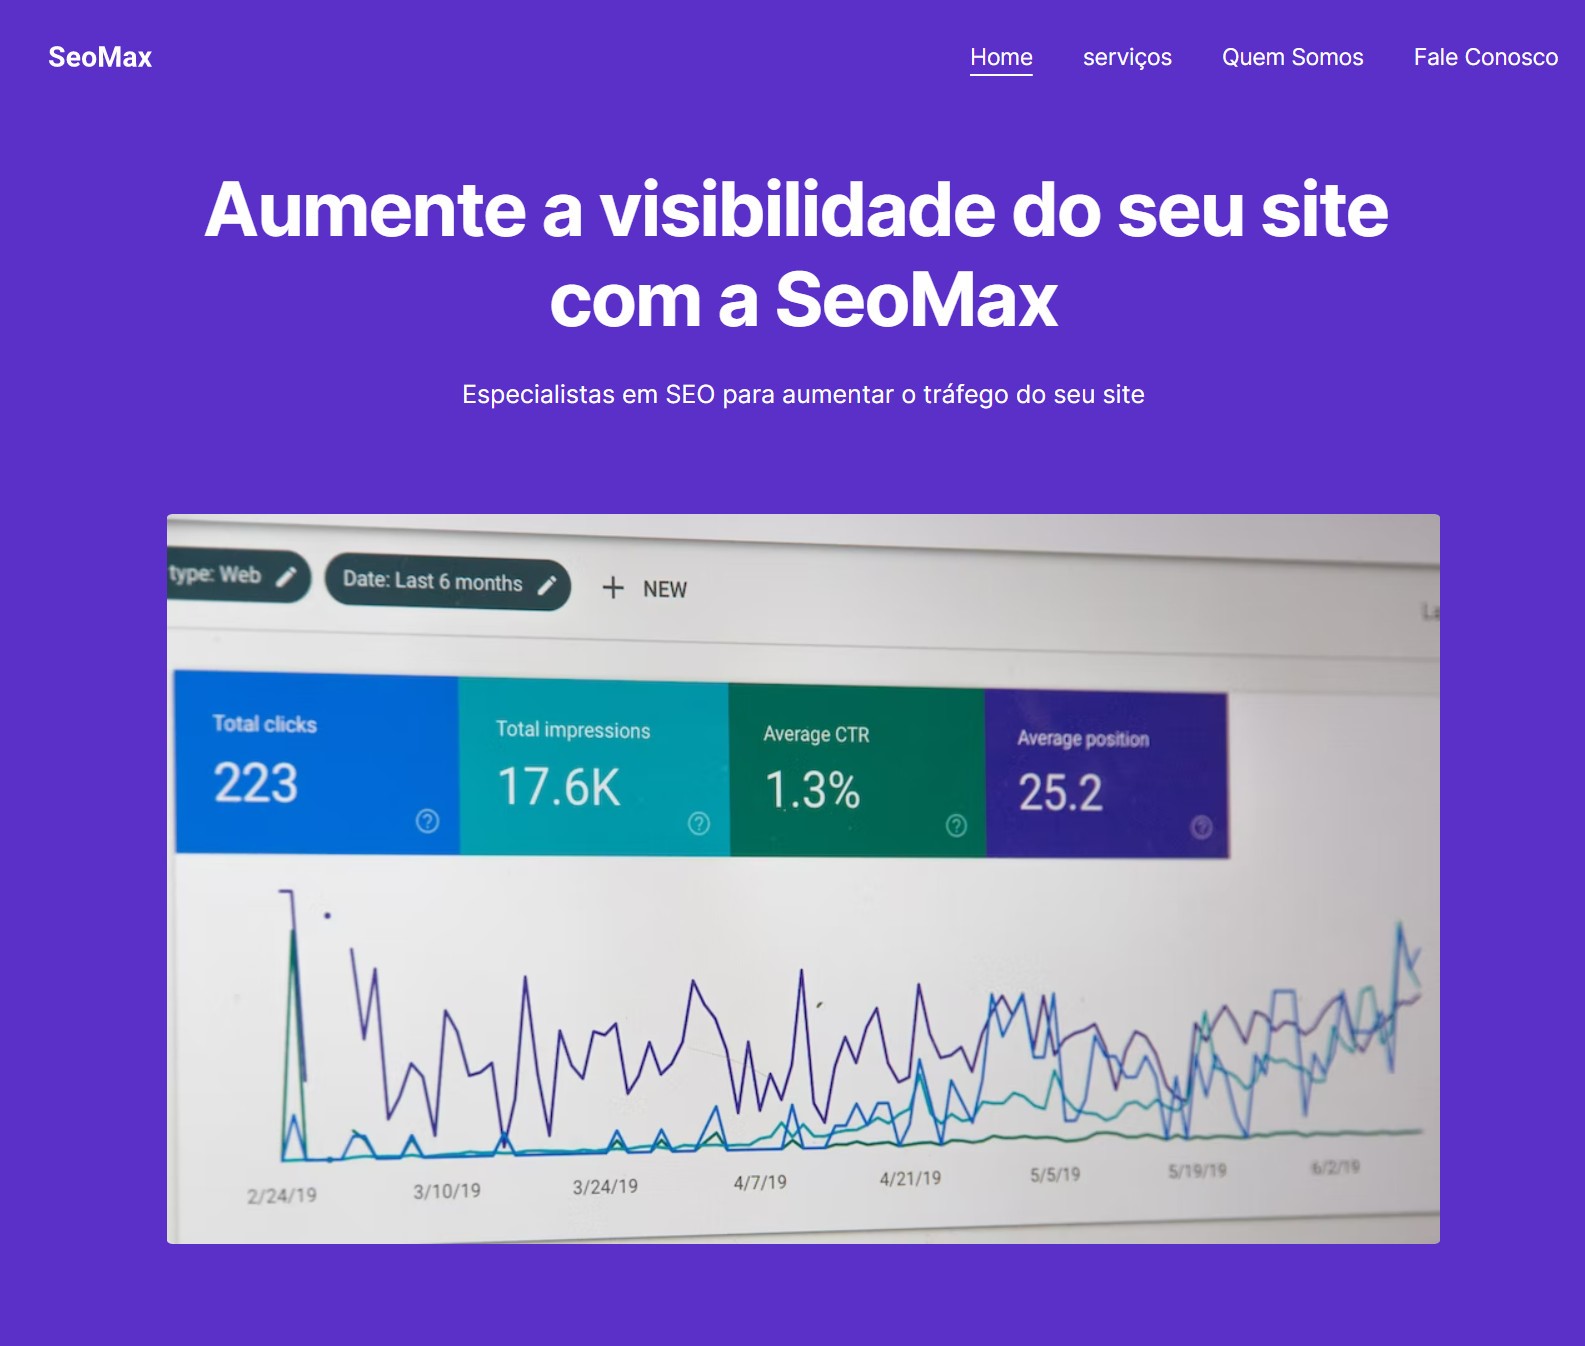 SeoMax
Home serviços Quem Somos Fale Conosco
Aumente a visibilidade do seu site
com a SeoMax
Especialistas em SEO para aumentar o tráfego do seu site
type: Web Date: Last 6 months + NEW
Total clicks Total impressions Average CTR Average position
223 17.6K 1.3% 25.2
2/24/19 3/10/19 3/24/19 4/7/19 4/21/19 5/5/19 5/19/19 6/2/19